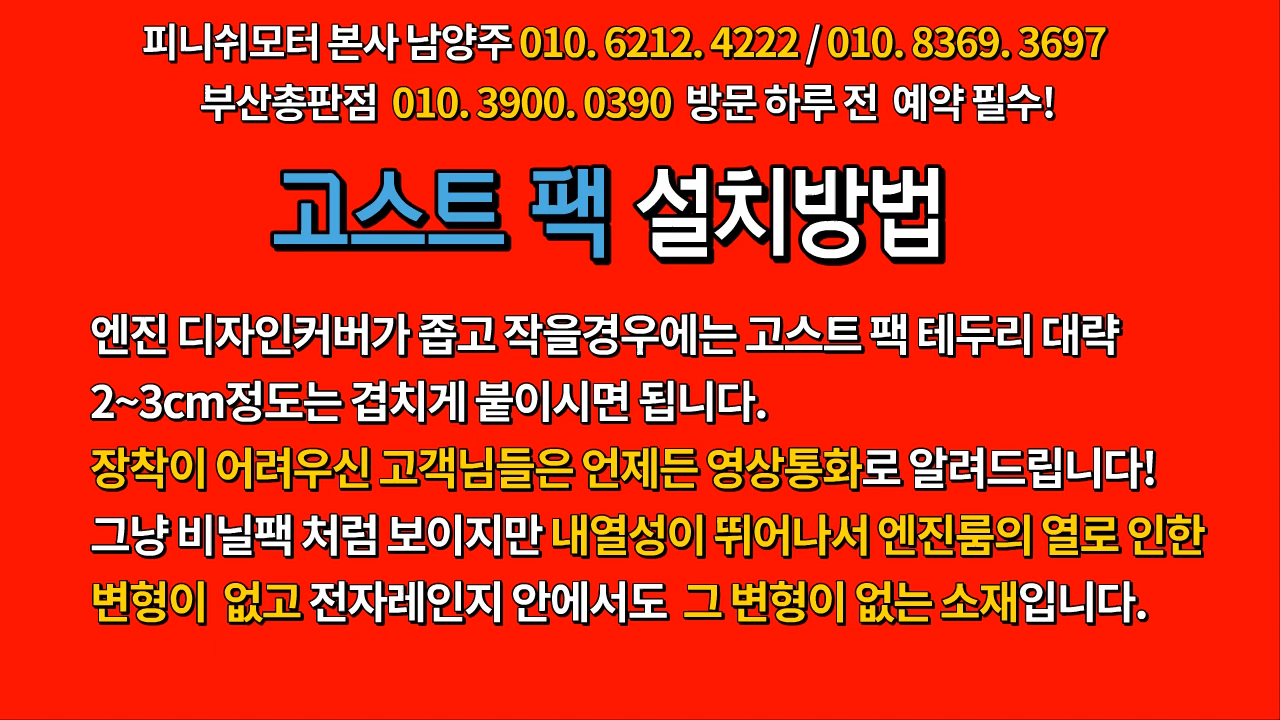 피니쉬모터 본사 남양주 010. 6212. 4222 / 010. 8369. 3697
부산총판점 010. 3900. 0390 방문 하루 전 예약 필수!
고스트 팩 설치방법
엔진 디자인커버가 좁고 작을경우에는 고스트 팩 테두리 대략
2~3cm정도는 겹치게 붙이시면 됩니다.
장착이 어려우신 고객님들은 언제든 영상통화로 알려드립니다!
그냥 비닐팩 처럼 보이지만 내열성이 뛰어나서 엔진룸의 열로 인한
변형이 없고 전자레인지 안에서도 그 변형이 없는 소재입니다.